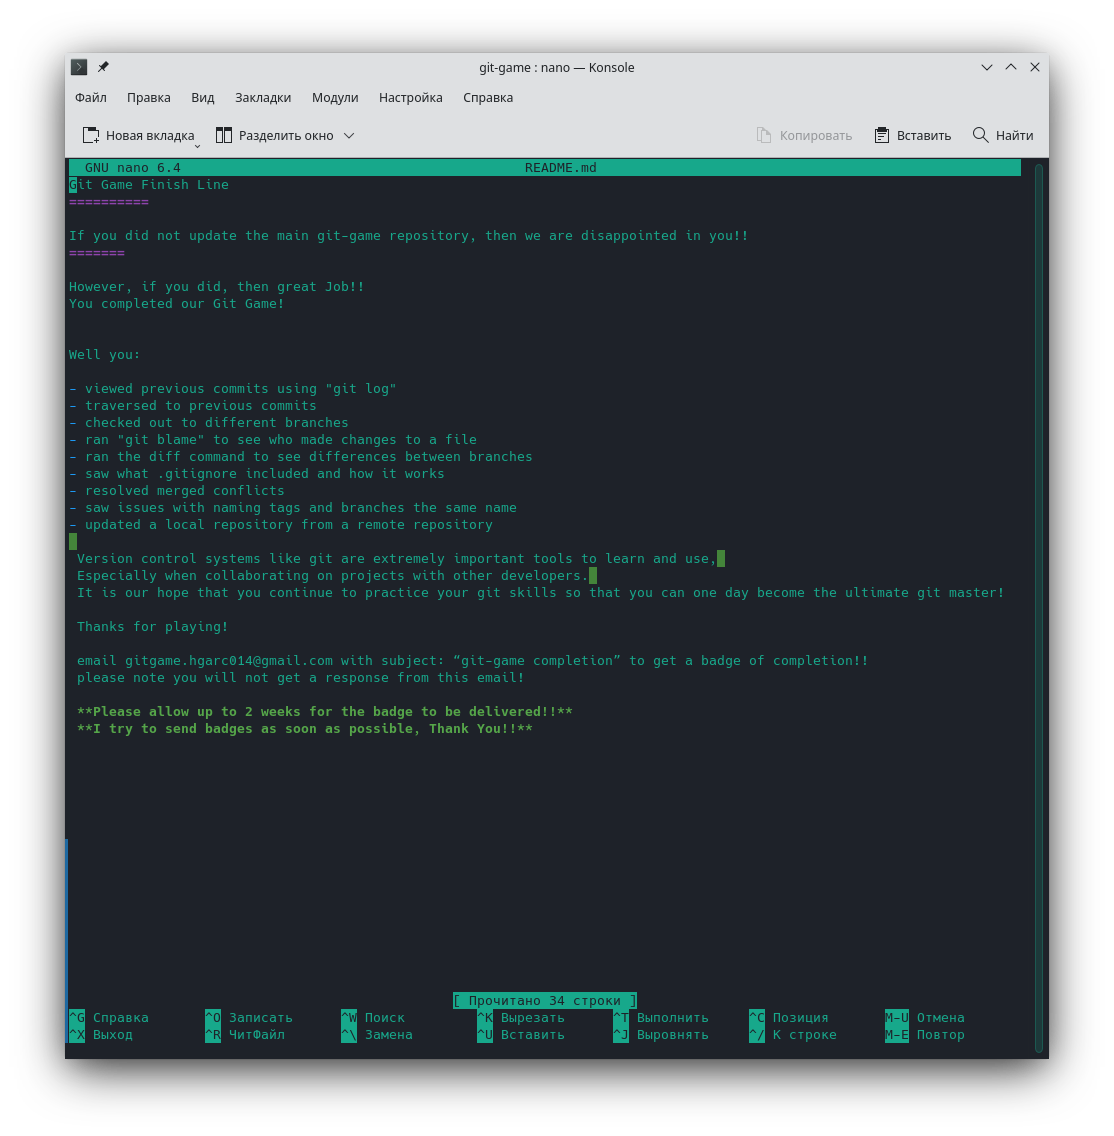 git-game : nano — Konsole
Файл Правка Вид Закладки Модули Настройка Справка
Новая вкладка Разделить окно Копировать Вставить Найти
GNU nano 6.4 README.md
Git Game Finish Line
==========
If you did not update the main git-game repository, then we are disappointed in you!!
=======
However, if you did, then great Job!!
You completed our Git Game!
Well you:
- viewed previous commits using "git log"
- traversed to previous commits
- checked out to different branches
- ran "git blame" to see who made changes to a file
- ran the diff command to see differences between branches
- saw what .gitignore included and how it works
- resolved merged conflicts
- saw issues with naming tags and branches the same name
- updated a local repository from a remote repository
Version control systems like git are extremely important tools to learn and use,
Especially when collaborating on projects with other developers.
It is our hope that you continue to practice your git skills so that you can one day become the ultimate git master!
Thanks for playing!
email gitgame.hgarc014@gmail.com with subject: “git-game completion” to get a badge of completion!!
please note you will not get a response from this email!
**Please allow up to 2 weeks for the badge to be delivered!!**
**I try to send badges as soon as possible, Thank You!!**
[ Прочитано 34 строки ]
^G Справка ^O Записать ^W Поиск ^K Вырезать ^T Выполнить ^C Позиция M-U Отмена
^X Выход ^R ЧитФайл ^\ Замена ^U Вставить ^J Выровнять ^/ К строке M-E Повтор